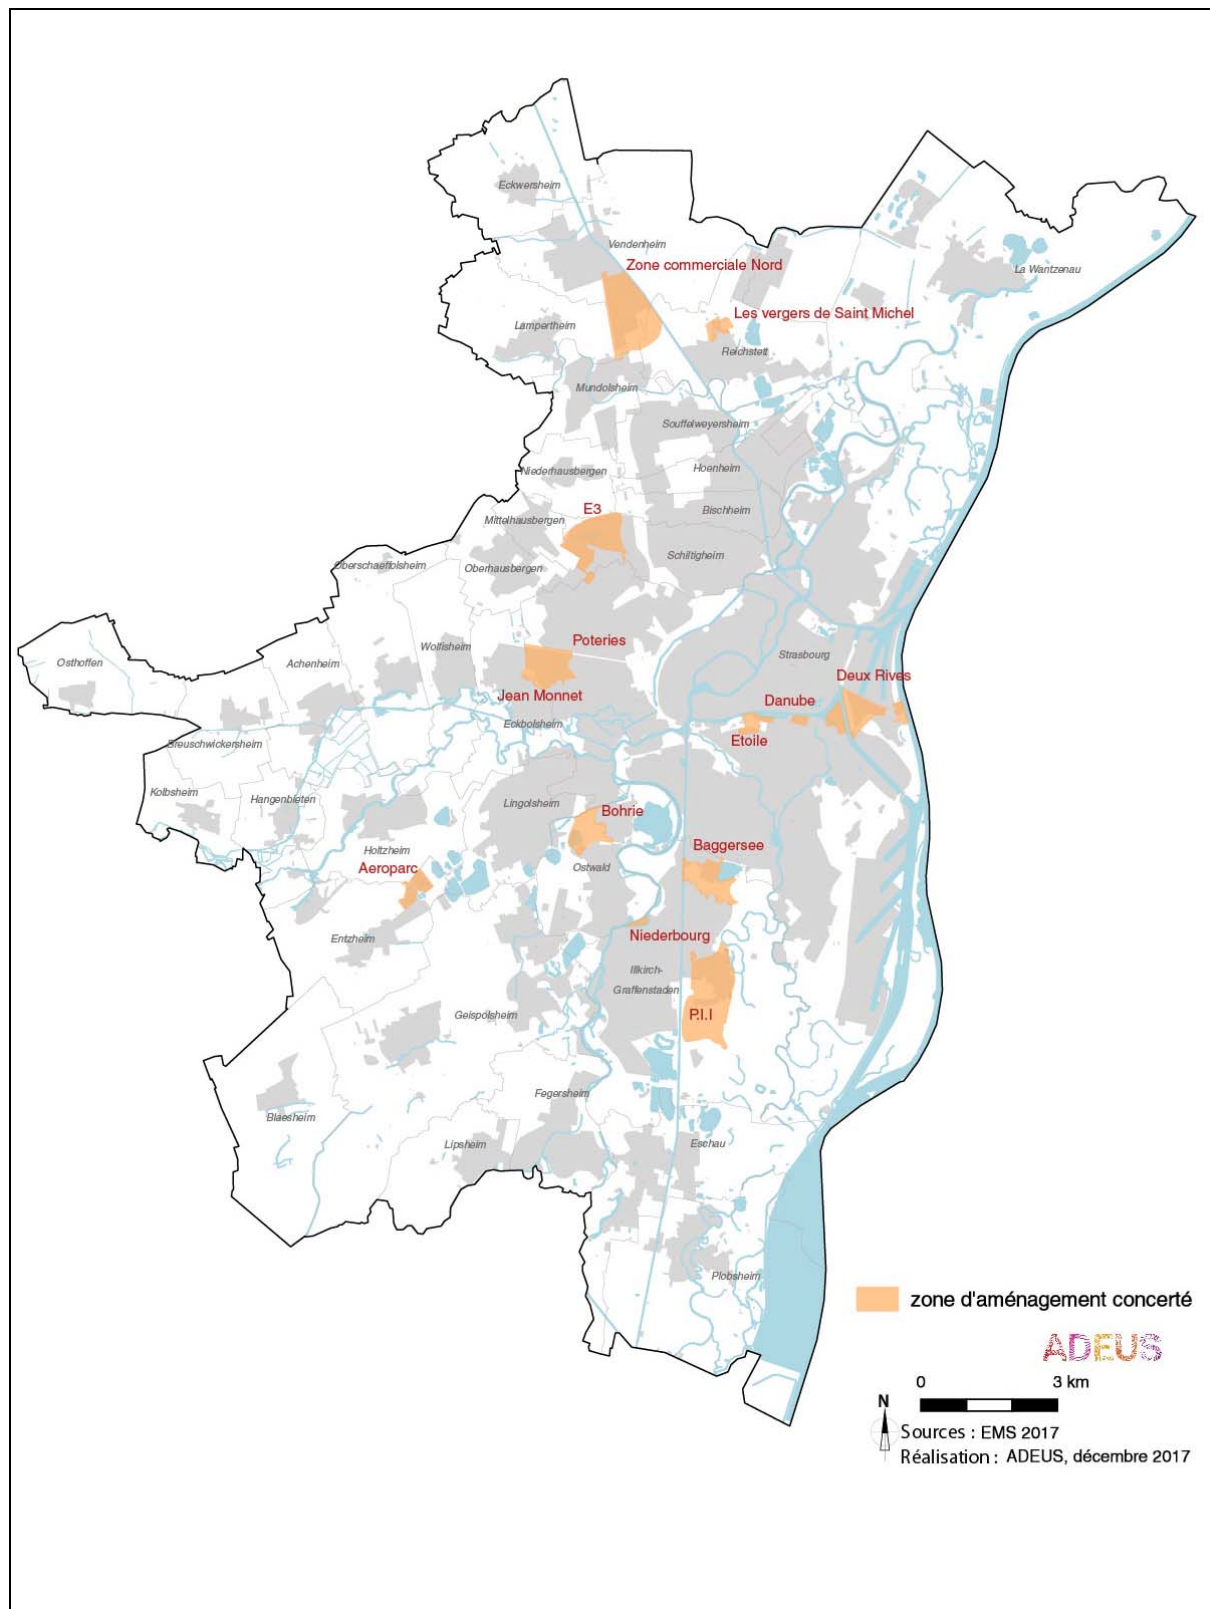 Eckwersheim
Vendenheim
Zone commerciale Nord
La Wantzenau
Les vergers de Saint Michel
Lampertheim
Reichstett
Mundolsheim
Souffelweyersheim
Niederhausbergen
Hoenheim
E3
Mittelhausbergen
Bischheim
Schiltigheim
Oberschaeffolsheim
Oberhausbergen
Poteries
Wolfisheim
Strasbourg
Osthoffen
Achenheim
Deux Rives
Jean Monnet
Danube
Eckbolsheim
Etoile
Breuschwickersheim
Kolbsheim
Hangenbieten
Lingolsheim
Bohrie
Baggersee
Holtzheim
Aeroparc
Ostwald
Niederbourg
Entzheim
Illkirch-
Graffenstaden
Geispolsheim
P.I.I
Fegersheim
Blaesheim
Lipsheim
Eschau
Plobsheim
zone d'aménagement concerté
ADEUS
0 3 km
N
Sources : EMS 2017
Réalisation : ADEUS, décembre 2017